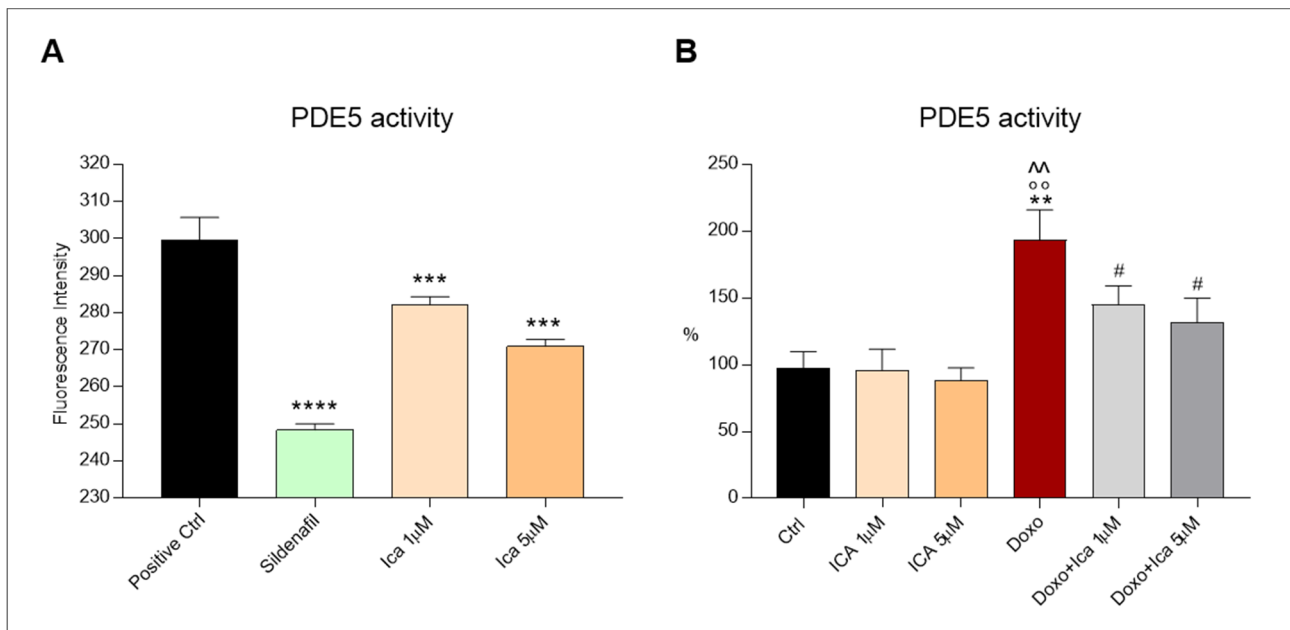 A
PDE5 activity
Fluorescence Intensity
320
310
300
290
280
270
260
250
240
230
****
***
***
Positive Ctrl
Sildenafil
Ica 1µM
Ica 5µM
B
PDE5 activity
%
250
200
150
100
50
0
^^
°°
**
#
#
Ctrl
ICA 1µM
ICA 5µM
Doxo
Doxo+Ica 1µM
Doxo+Ica 5µM